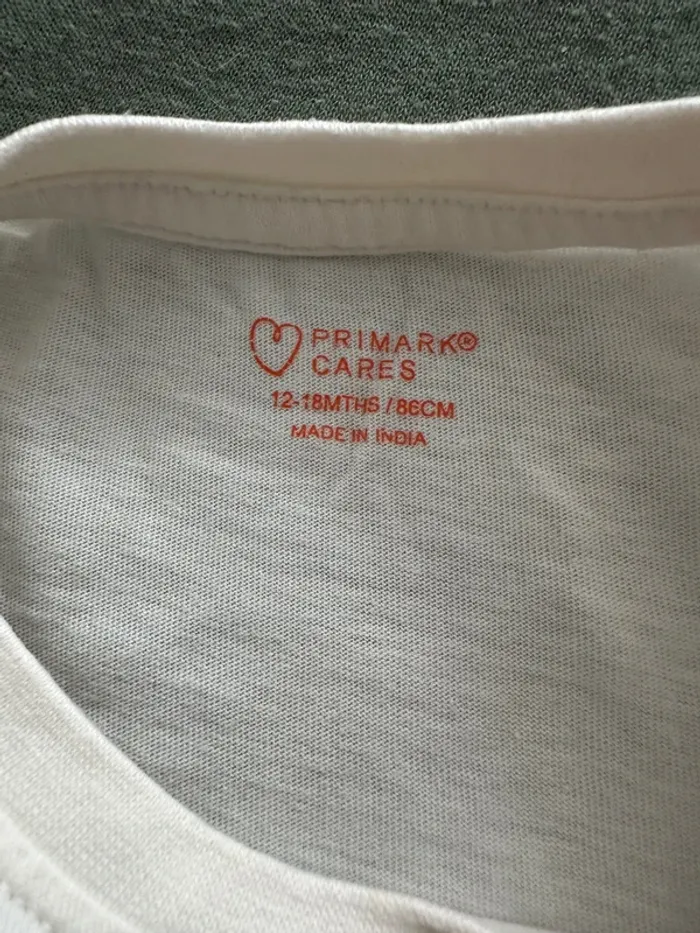 PRIMARK®
CARES
12-18MTHS / 86CM
MADE IN INDIA